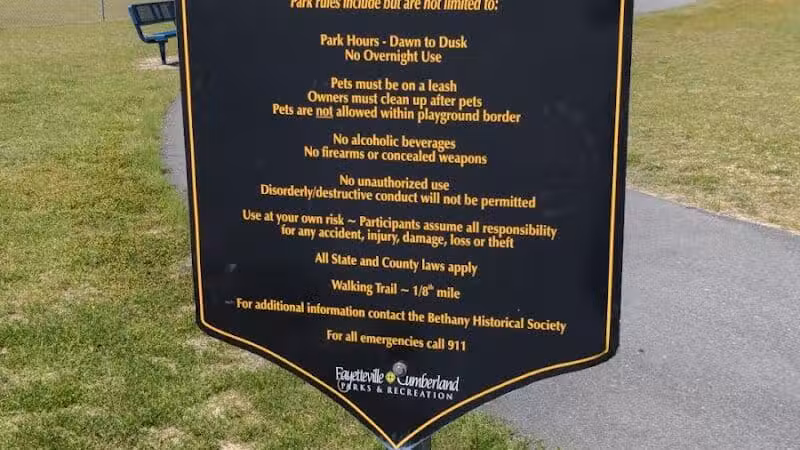 Park rules include but are not limited to:
Park Hours - Dawn to Dusk
No Overnight Use
Pets must be on a leash
Owners must clean up after pets
Pets are not allowed within playground border
No alcoholic beverages
No firearms or concealed weapons
No unauthorized use
Disorderly/destructive conduct will not be permitted
Use at your own risk ~ Participants assume all responsibility
for any accident, injury, damage, loss or theft
All State and County laws apply
Walking Trail ~ 1/8th mile
For additional information contact the Bethany Historical Society
For all emergencies call 911
Fayetteville Cumberland
PARKS & RECREATION